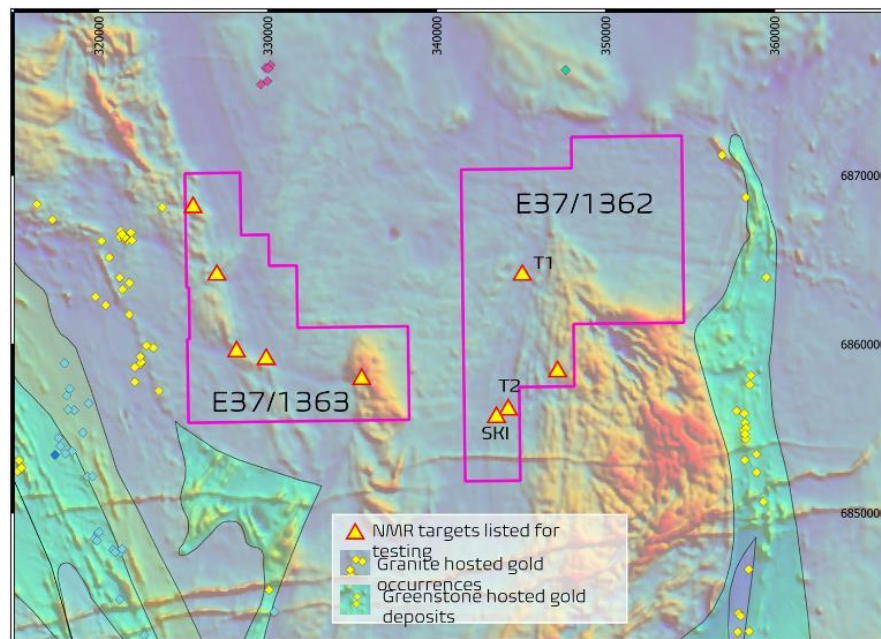 320000
330000
340000
350000
360000
6870000
E37/1362
T1
6860000
E37/1363
T2
SKI
6850000
NMR targets listed for
testing
Granite hosted gold
occurrences
Greenstone hosted gold
deposits